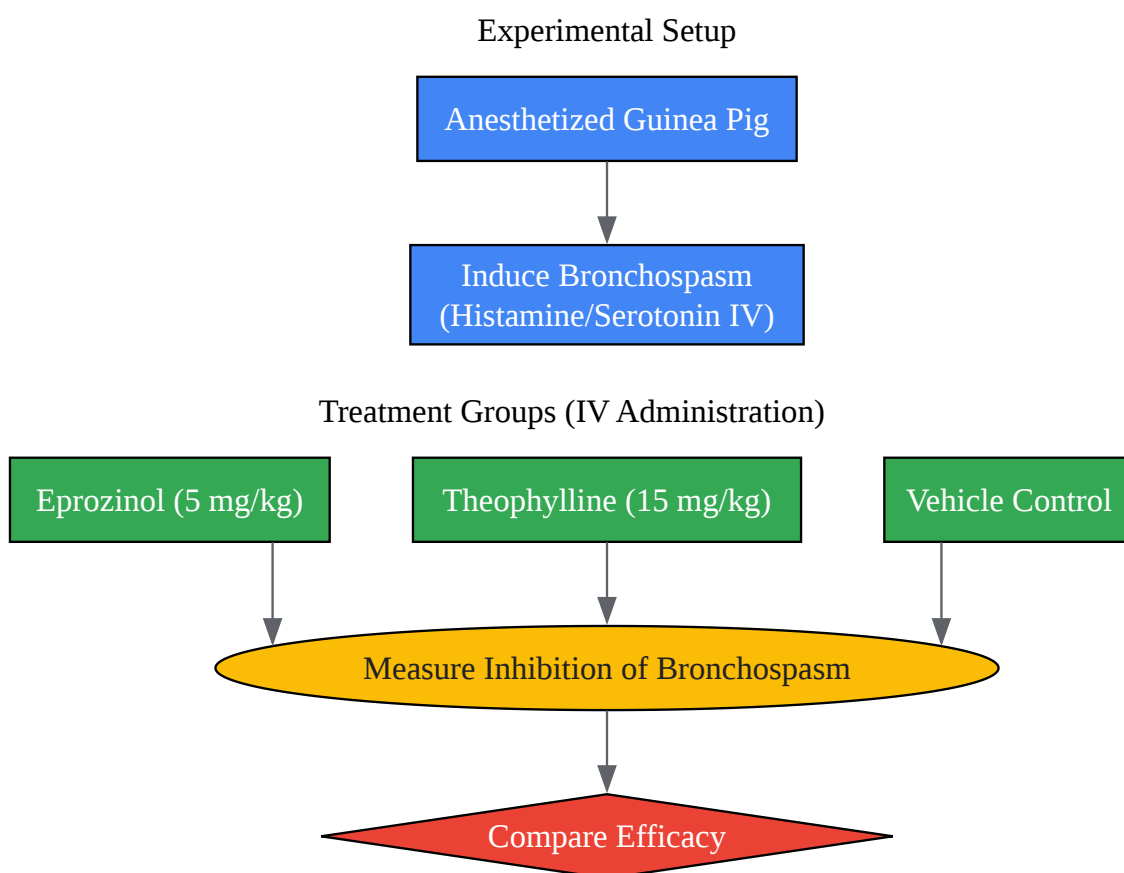 Experimental Setup
Anesthetized Guinea Pig
Induce Bronchospasm
(Histamine/Serotonin IV)
Treatment Groups (IV Administration)
Eprozinol (5 mg/kg)
Theophylline (15 mg/kg)
Vehicle Control
Measure Inhibition of Bronchospasm
Compare Efficacy